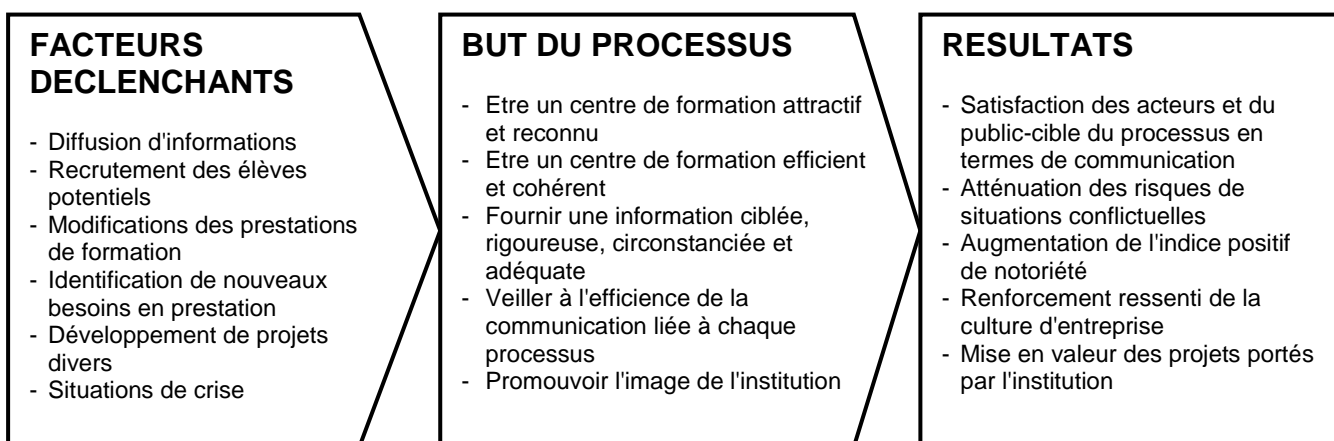 FACTEURS
DECLENCHANTS
- Diffusion d'informations
- Recrutement des élèves
potentiels
- Modifications des prestations
de formation
- Identification de nouveaux
besoins en prestation
- Développement de projets
divers
- Situations de crise
BUT DU PROCESSUS
- Etre un centre de formation attractif
et reconnu
- Etre un centre de formation efficient
et cohérent
- Fournir une information ciblée,
rigoureuse, circonstanciée et
adéquate
- Veiller à l'efficience de la
communication liée à chaque
processus
- Promouvoir l'image de l'institution
RESULTATS
- Satisfaction des acteurs et du
public-cible du processus en
termes de communication
- Atténuation des risques de
situations conflictuelles
- Augmentation de l'indice positif
de notoriété
- Renforcement ressenti de la
culture d'entreprise
- Mise en valeur des projets portés
par l'institution